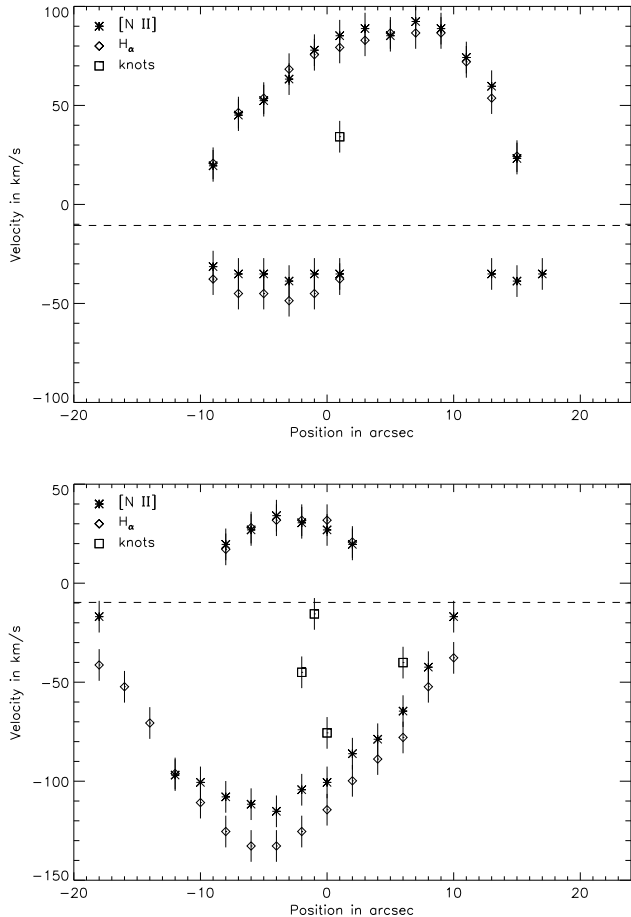 100
[N II]
Hα
knots
50
0
−50
−100
Velocity in km/s
−20
−10
0
10
20
Position in arcsec
50
[N II]
Hα
knots
0
−50
−100
−150
Velocity in km/s
−20
−10
0
10
20
Position in arcsec